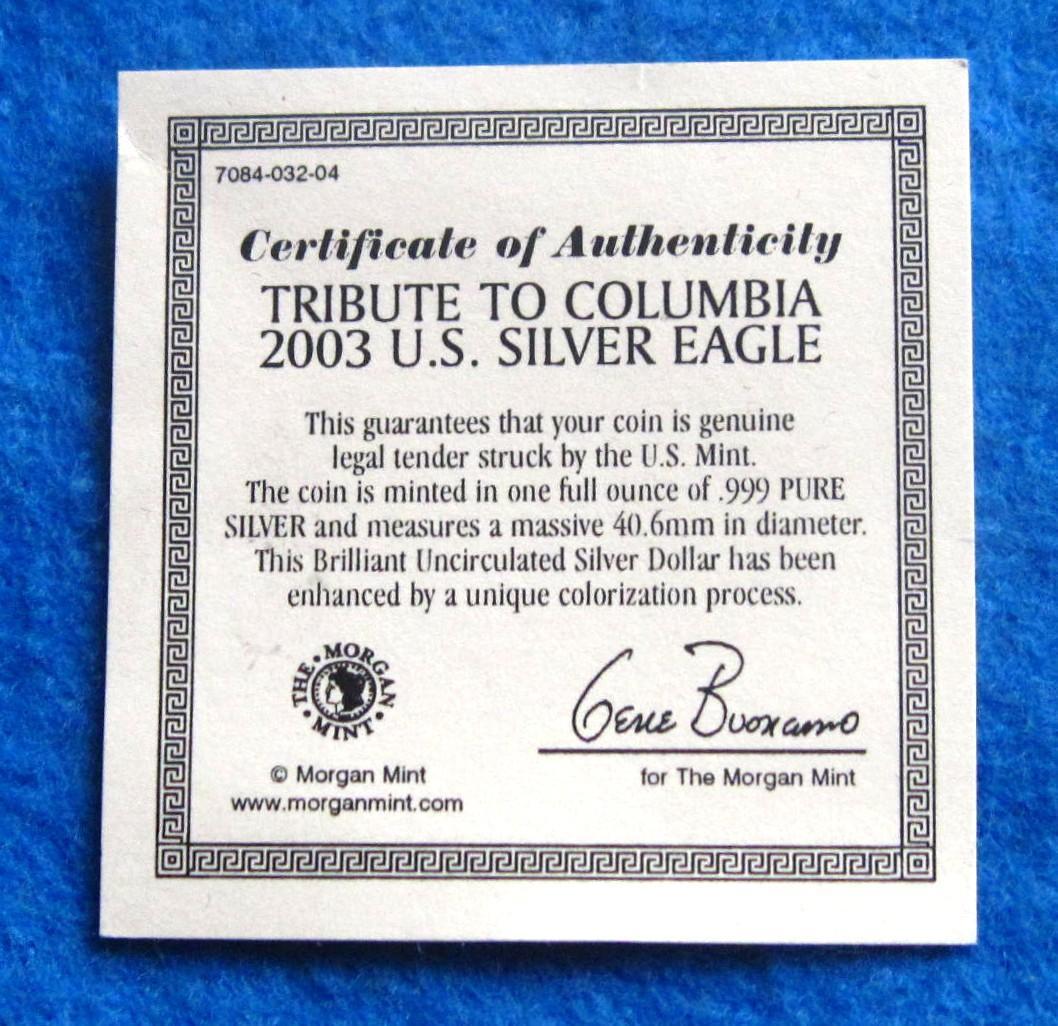 7084-032-04
Certificate of Authenticity
TRIBUTE TO COLUMBIA
2003 U.S. SILVER EAGLE
This guarantees that your coin is genuine
legal tender struck by the U.S. Mint.
The coin is minted in one full ounce of .999 PURE
SILVER and measures a massive 40.6mm in diameter.
This Brilliant Uncirculated Silver Dollar has been
enhanced by a unique colorization process.
THE • MORGAN • MINT •
Gene Buonamo
© Morgan Mint
www.morganmint.com
for The Morgan Mint